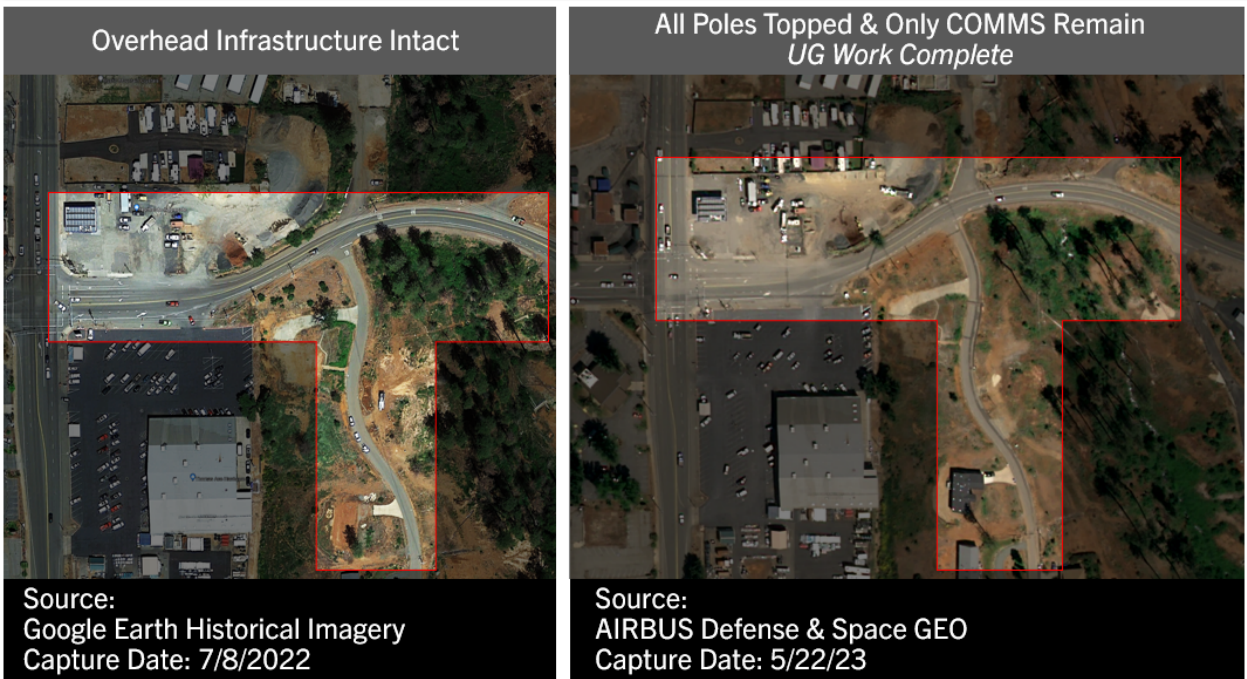 Overhead Infrastructure Intact
All Poles Topped & Only COMMS Remain
UG Work Complete
Source:
Google Earth Historical Imagery
Capture Date: 7/8/2022
Source:
AIRBUS Defense & Space GEO
Capture Date: 5/22/23